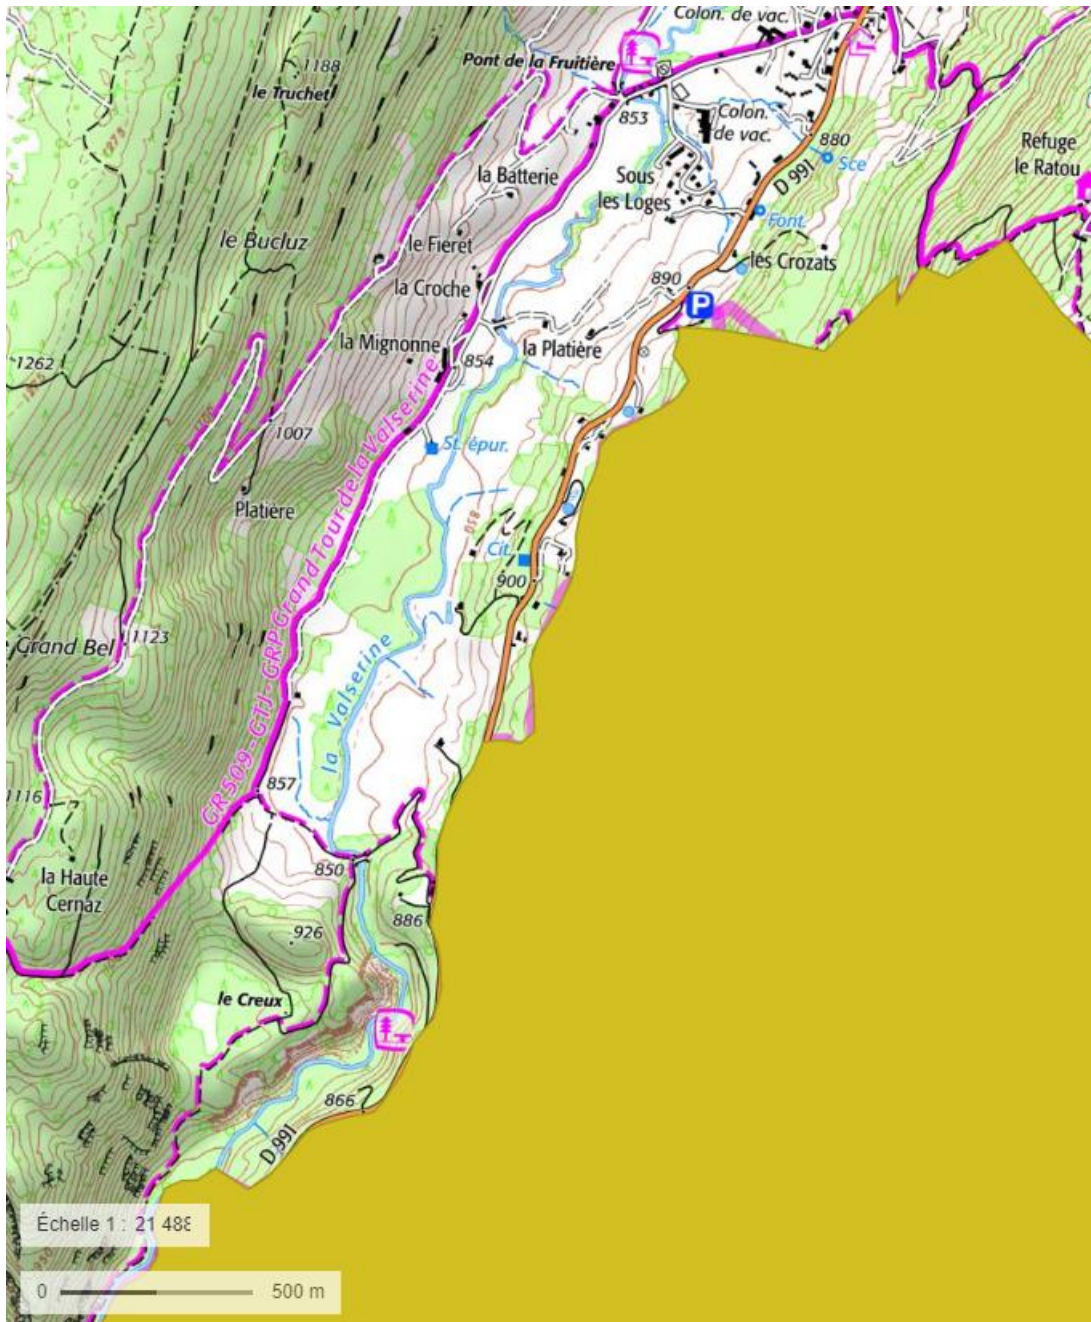 Colon. de vac.
1188
le Truchet
Pont de la Fruitière
853
Colon.
de vac.
880
Sce
D 991
Refuge
le Ratou
1278
la Batterie
Sous
les Loges
Font.
le Bucluz
le Fieret
les Crozats
la Croche
890
P
la Mignonne
854
la Platière
1262
1007
St. épur.
Platière
850
Cit.
900
Grand Bel
1123
GR509 - GTJ - GRP Grand Tour de la Valserine
la Valserine
857
1116
850
la Haute
Cernaz
886
926
le Creux
866
D 991
Échelle 1 : 21 488
950
0
500 m